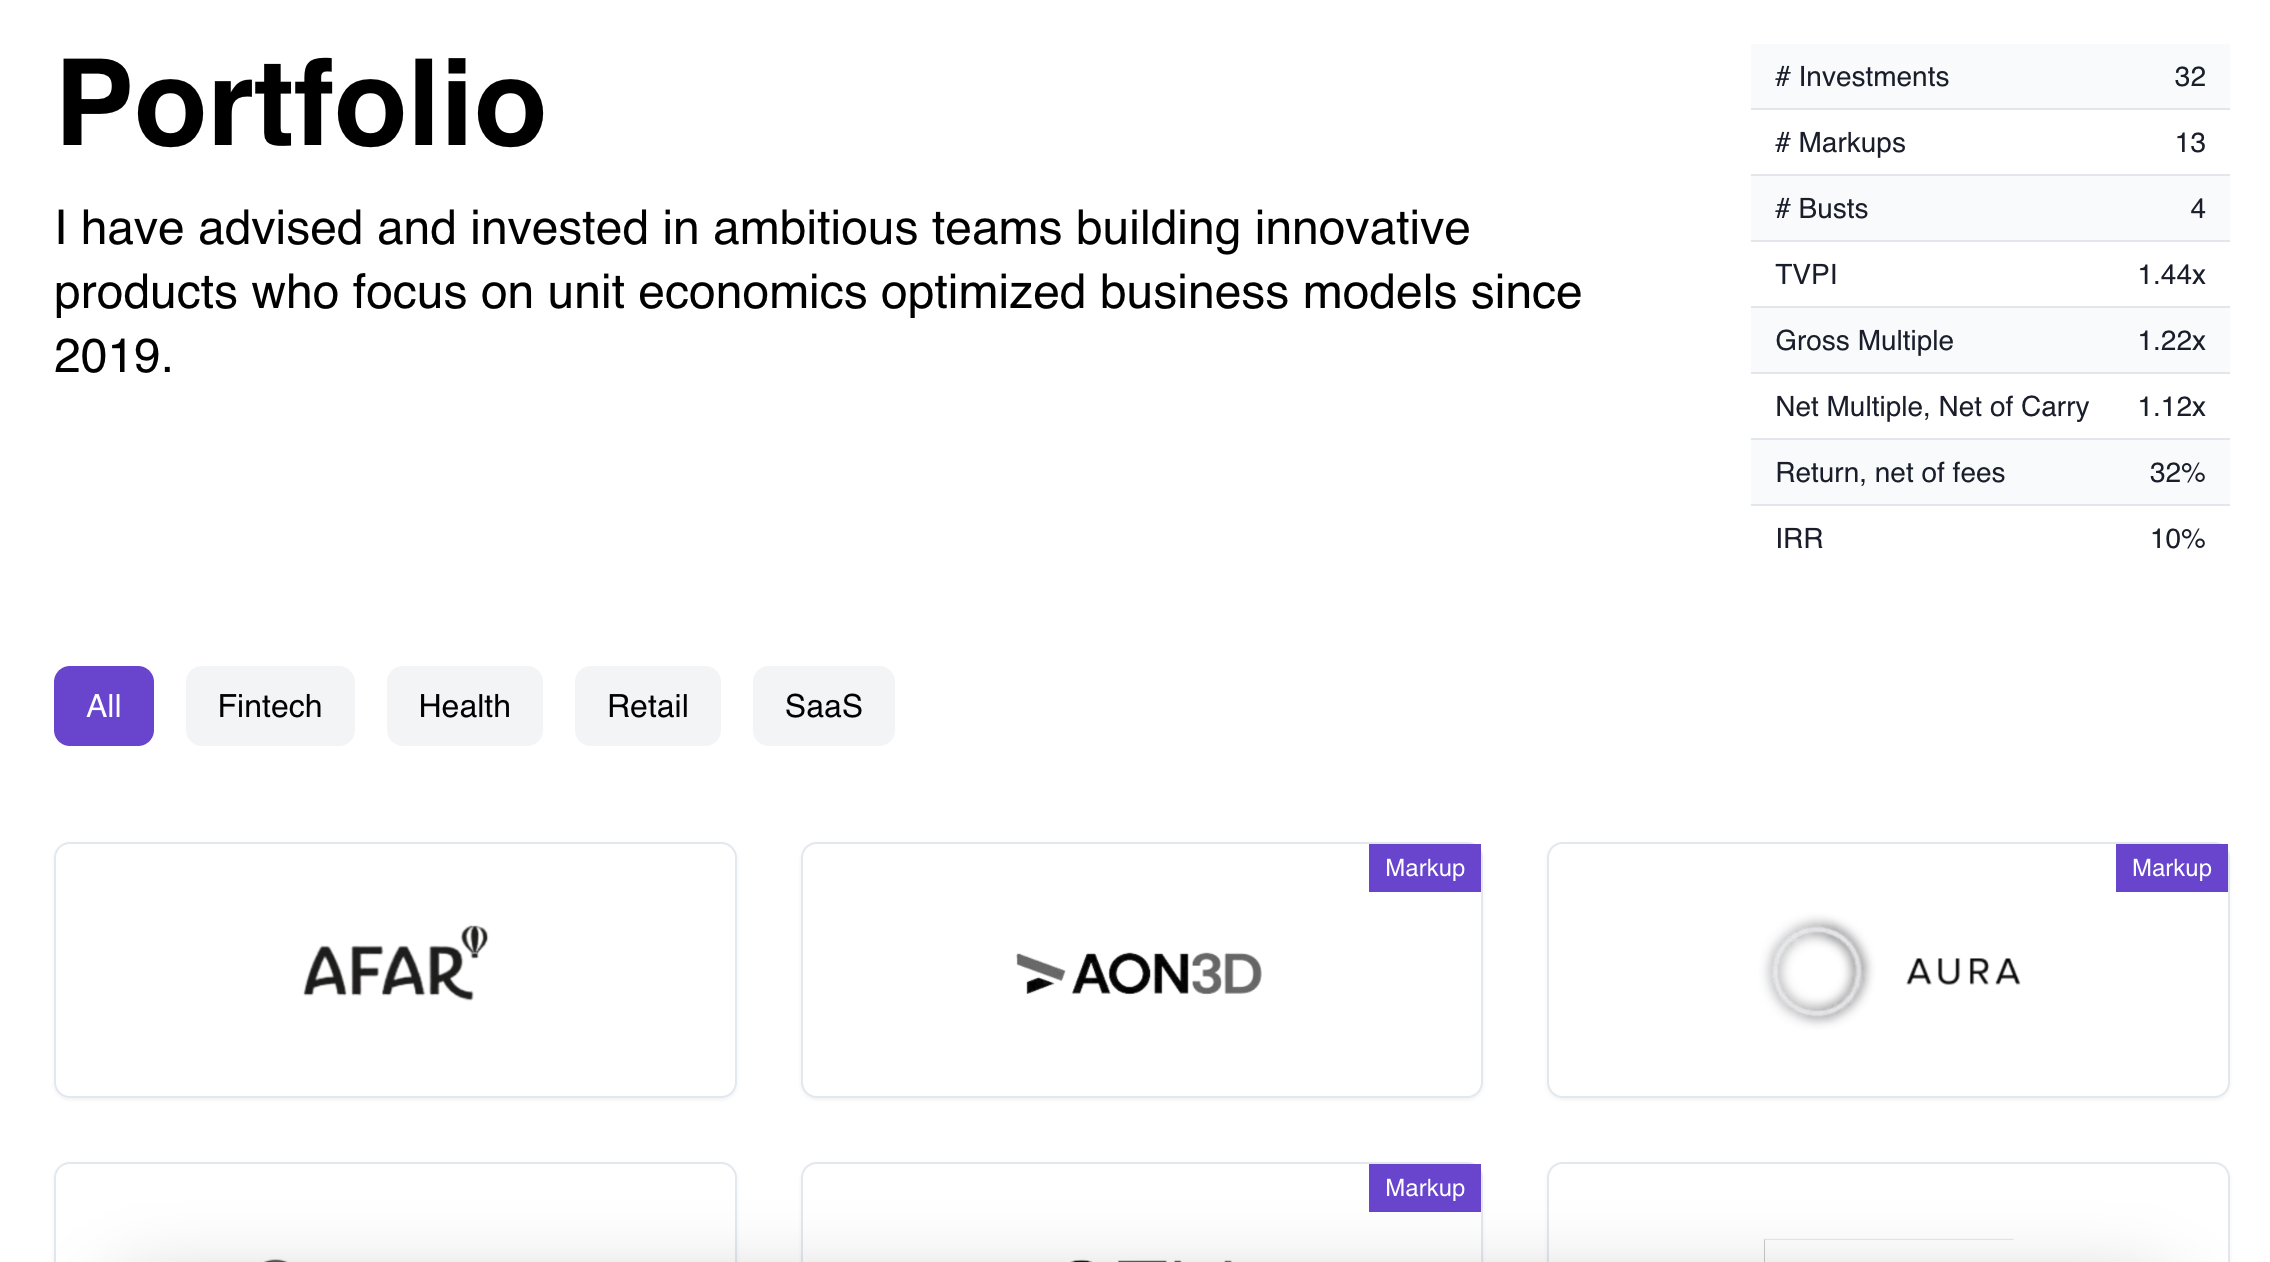 Portfolio
I have advised and invested in ambitious teams building innovative
products who focus on unit economics optimized business models since
2019.
# Investments 32
# Markups 13
# Busts 4
TVPI 1.44x
Gross Multiple 1.22x
Net Multiple, Net of Carry 1.12x
Return, net of fees 32%
IRR 10%
All Fintech Health Retail SaaS
AFAR
Markup
AON3D
Markup
AURA
Markup